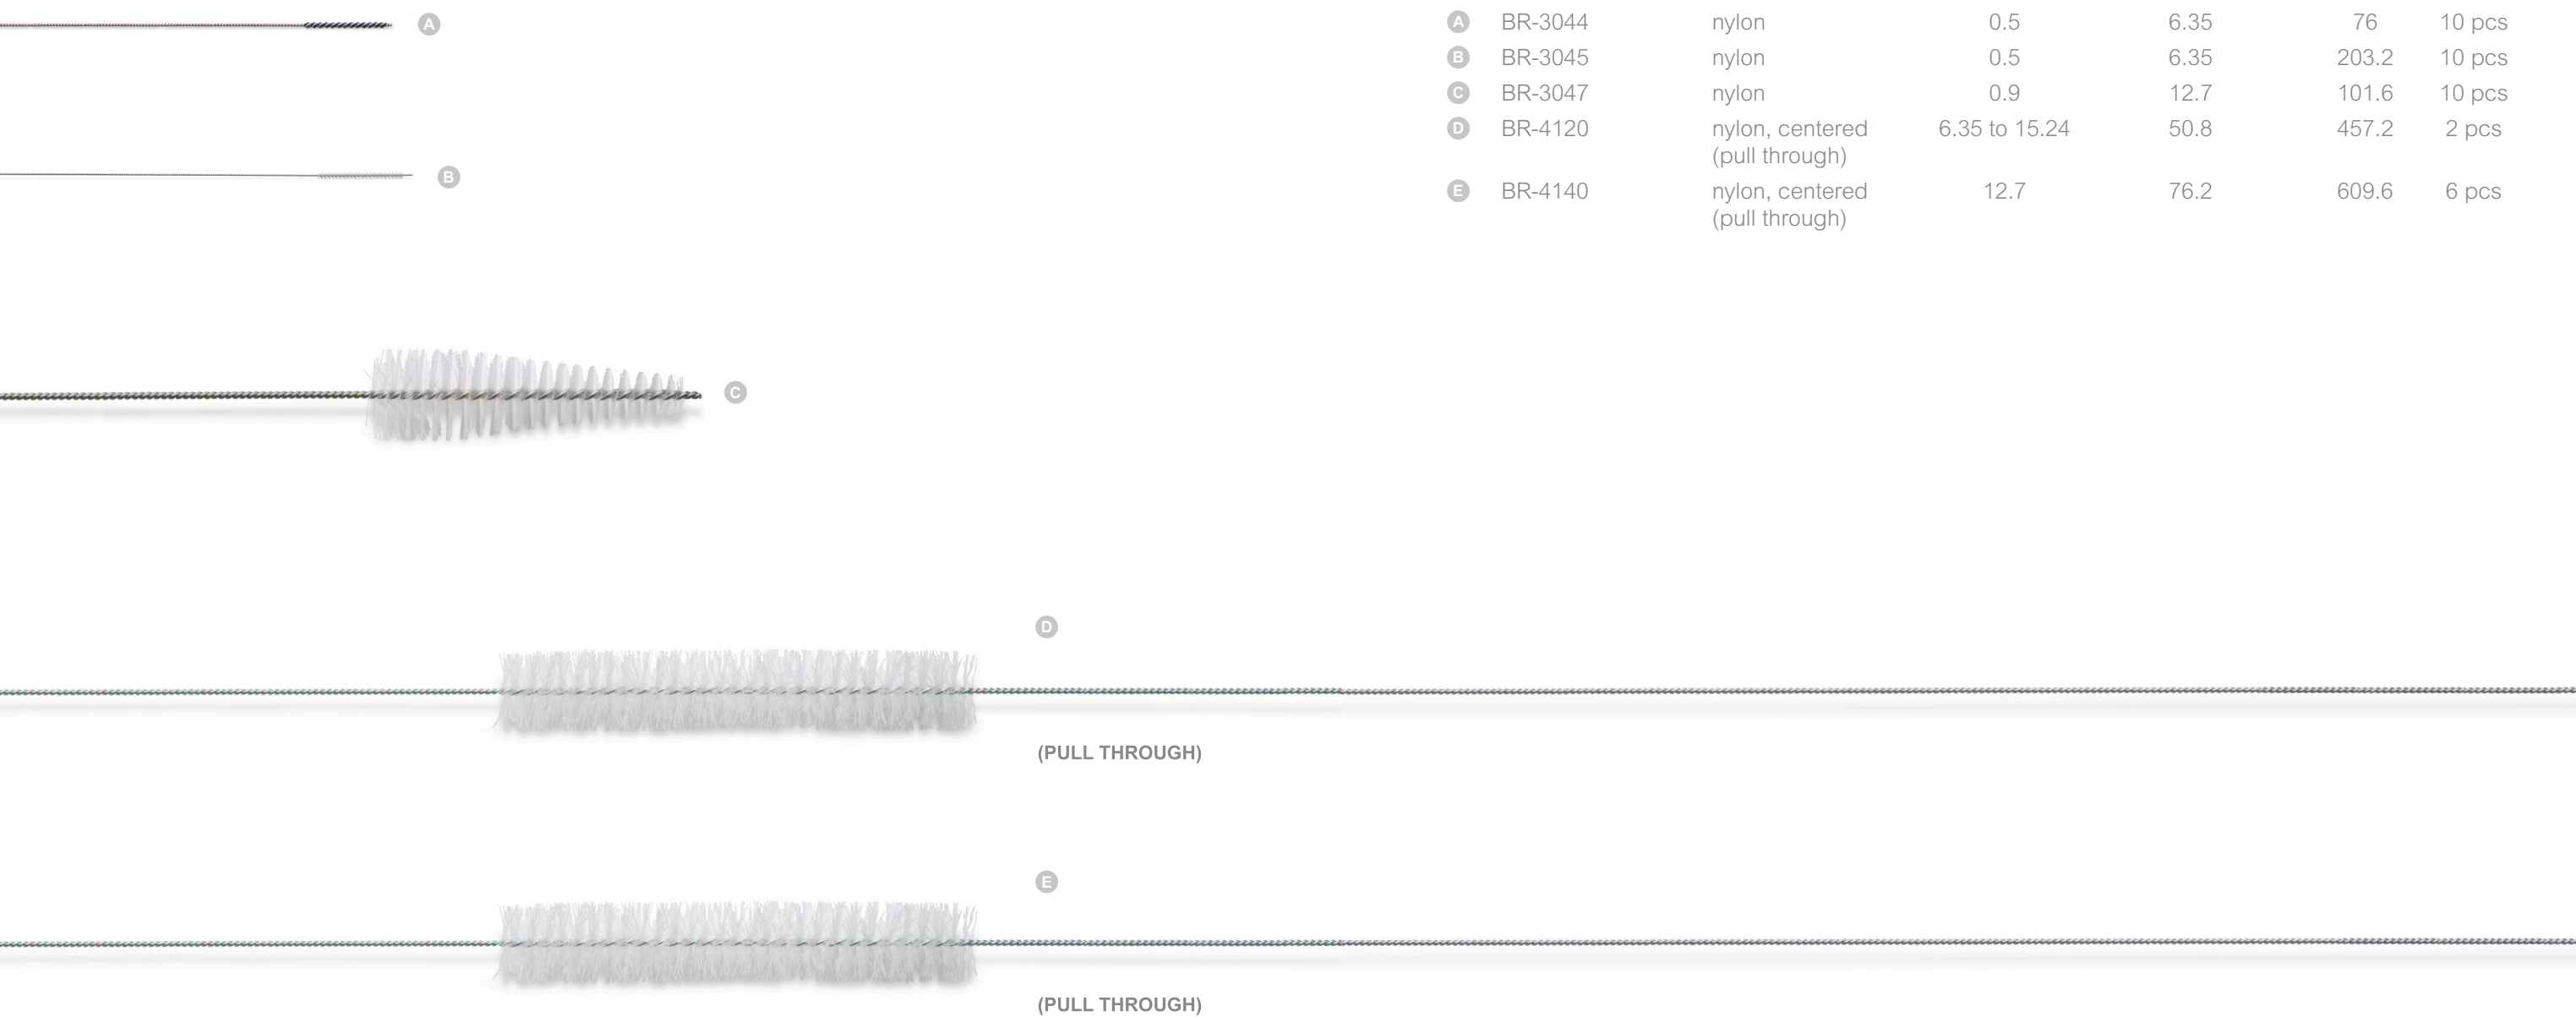 A
A BR-3044 nylon 0.5 6.35 76 10 pcs
B BR-3045 nylon 0.5 6.35 203.2 10 pcs
C BR-3047 nylon 0.9 12.7 101.6 10 pcs
D BR-4120 nylon, centered 6.35 to 15.24 50.8 457.2 2 pcs
(pull through)
E BR-4140 nylon, centered 12.7 76.2 609.6 6 pcs
(pull through)
B
C
D
(PULL THROUGH)
E
(PULL THROUGH)